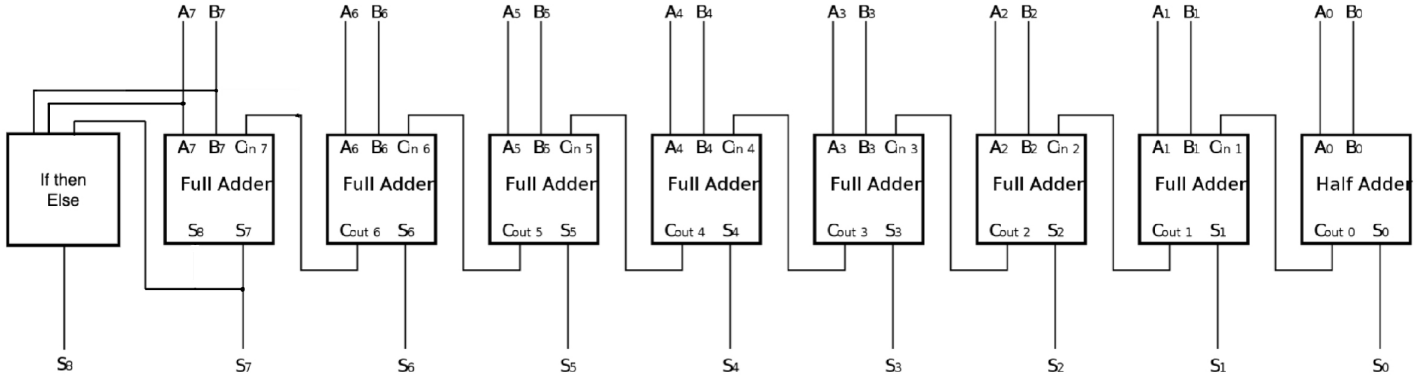 A7 B7 A6 B6 A5 B5 A4 B4 A3 B3 A2 B2 A1 B1 A0 B0
A7 B7 Cin 7 A6 B6 Cin 6 A5 B5 Cin 5 A4 B4 Cin 4 A3 B3 Cin 3 A2 B2 Cin 2 A1 B1 Cin 1 A0 B0
If then
Else
Full Adder Full Adder Full Adder Full Adder Full Adder Full Adder Full Adder Half Adder
S8 S7 Cout 6 S6 Cout 5 S5 Cout 4 S4 Cout 3 S3 Cout 2 S2 Cout 1 S1 Cout 0 S0
S8 S7 S6 S5 S4 S3 S2 S1 S0